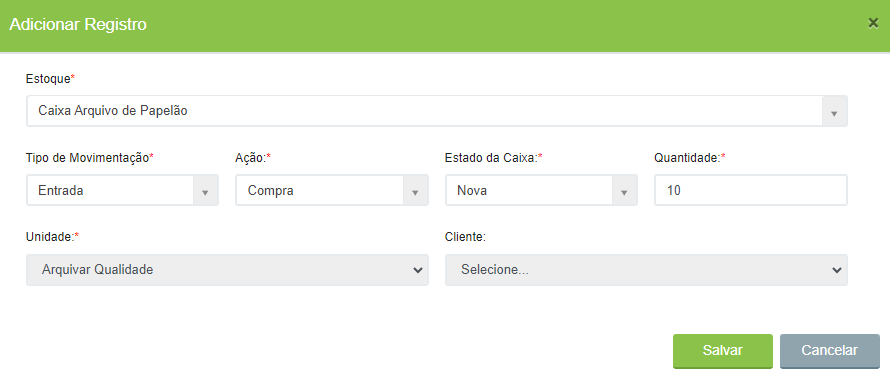 Adicionar Registro ×
Estoque*
Caixa Arquivo de Papelão
Tipo de Movimentação* Ação:* Estado da Caixa:* Quantidade:*
Entrada Compra Nova 10
Unidade:* Cliente:
Arquivar Qualidade Selecione...
Salvar Cancelar